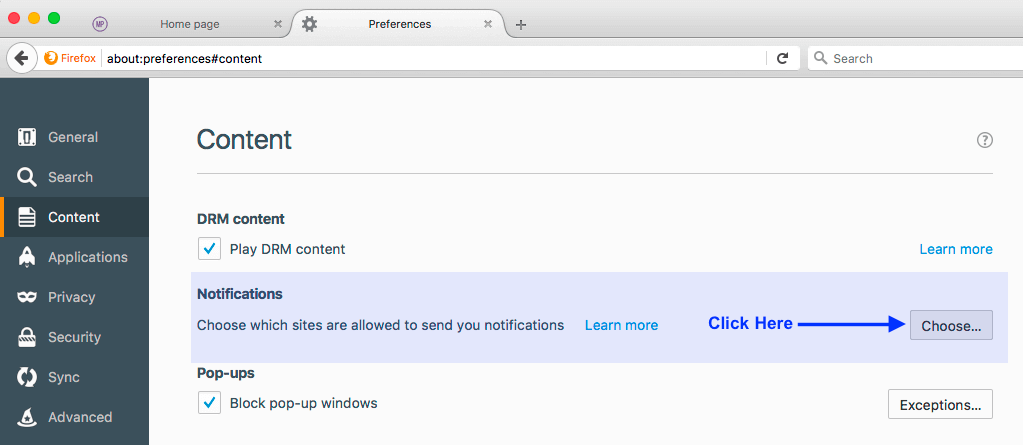 MP Home page Preferences
Firefox about:preferences#content Search
General
Search
Content
Applications
Privacy
Security
Sync
Advanced
Content ?
DRM content
Play DRM content Learn more
Notifications
Choose which sites are allowed to send you notifications Learn more Click Here Choose...
Pop-ups
Block pop-up windows Exceptions...